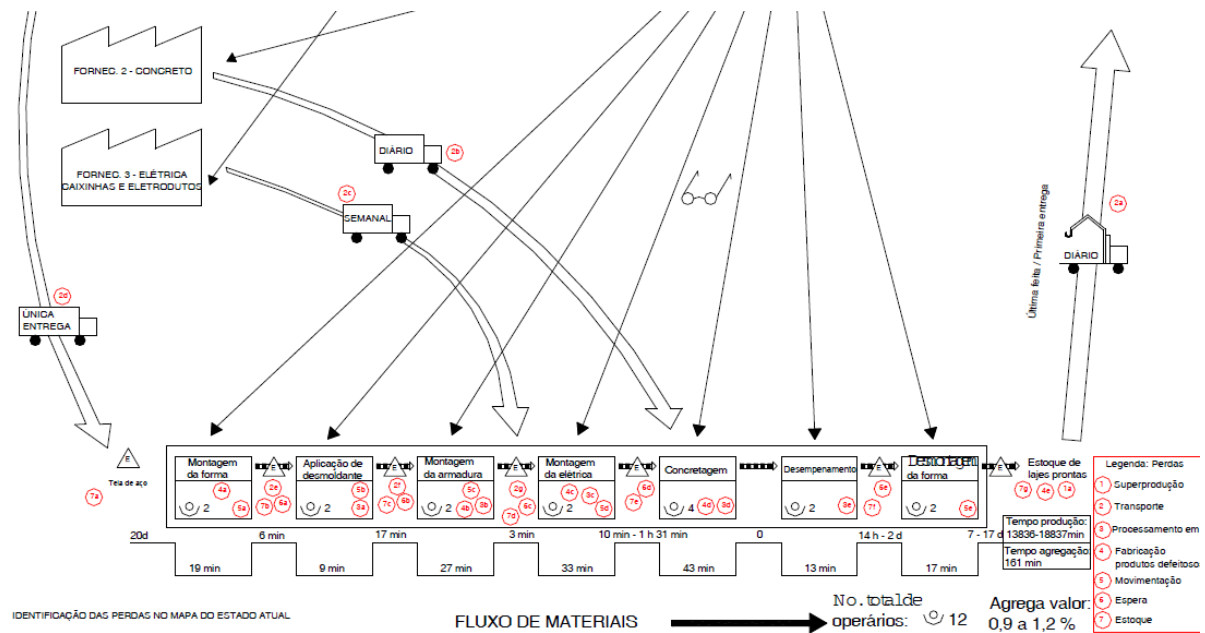 FORNEC. 2 - CONCRETO
FORNEC. 3 - ELÉTRICA
CAIXINHAS E ELETRODUTOS
DIÁRIO
2b
2c
SEMANAL
2d
ÚNICA
ENTREGA
Última feita / Primeira entrega
2a
DIÁRIO
E
Tela de aço
7a
Montagem
da forma
4a
2
5a
E
2e
7b
6a
Aplicação de
desmoldante
5b
2
3a
E
2f
7c
6b
Montagem
da armadura
5c
2
4b
3b
E
2g
6c
7d
Montagem
da elétrica
4c
3c
2
5d
E
6d
7e
Concretagem
4
4d
3d
Desempenamento
2
3e
E
6e
7f
Desmontagem
da forma
2
5e
E
Estoque de
lajes prontas
7g
4e
1a
20d
6 min
17 min
3 min
10 min - 1 h 31 min
0
14 h - 2 d
7 - 17 d
19 min
9 min
27 min
33 min
43 min
13 min
17 min
Tempo produção:
13836-18837min
Tempo agregação:
161 min
Legenda: Perdas
1 Superprodução
2 Transporte
3 Processamento em
4 Fabricação
produtos defeitoso
5 Movimentação
6 Espera
7 Estoque
IDENTIFICAÇÃO DAS PERDAS NO MAPA DO ESTADO ATUAL
FLUXO DE MATERIAIS
No. total de
operários: 12
Agrega valor:
0,9 a 1,2 %